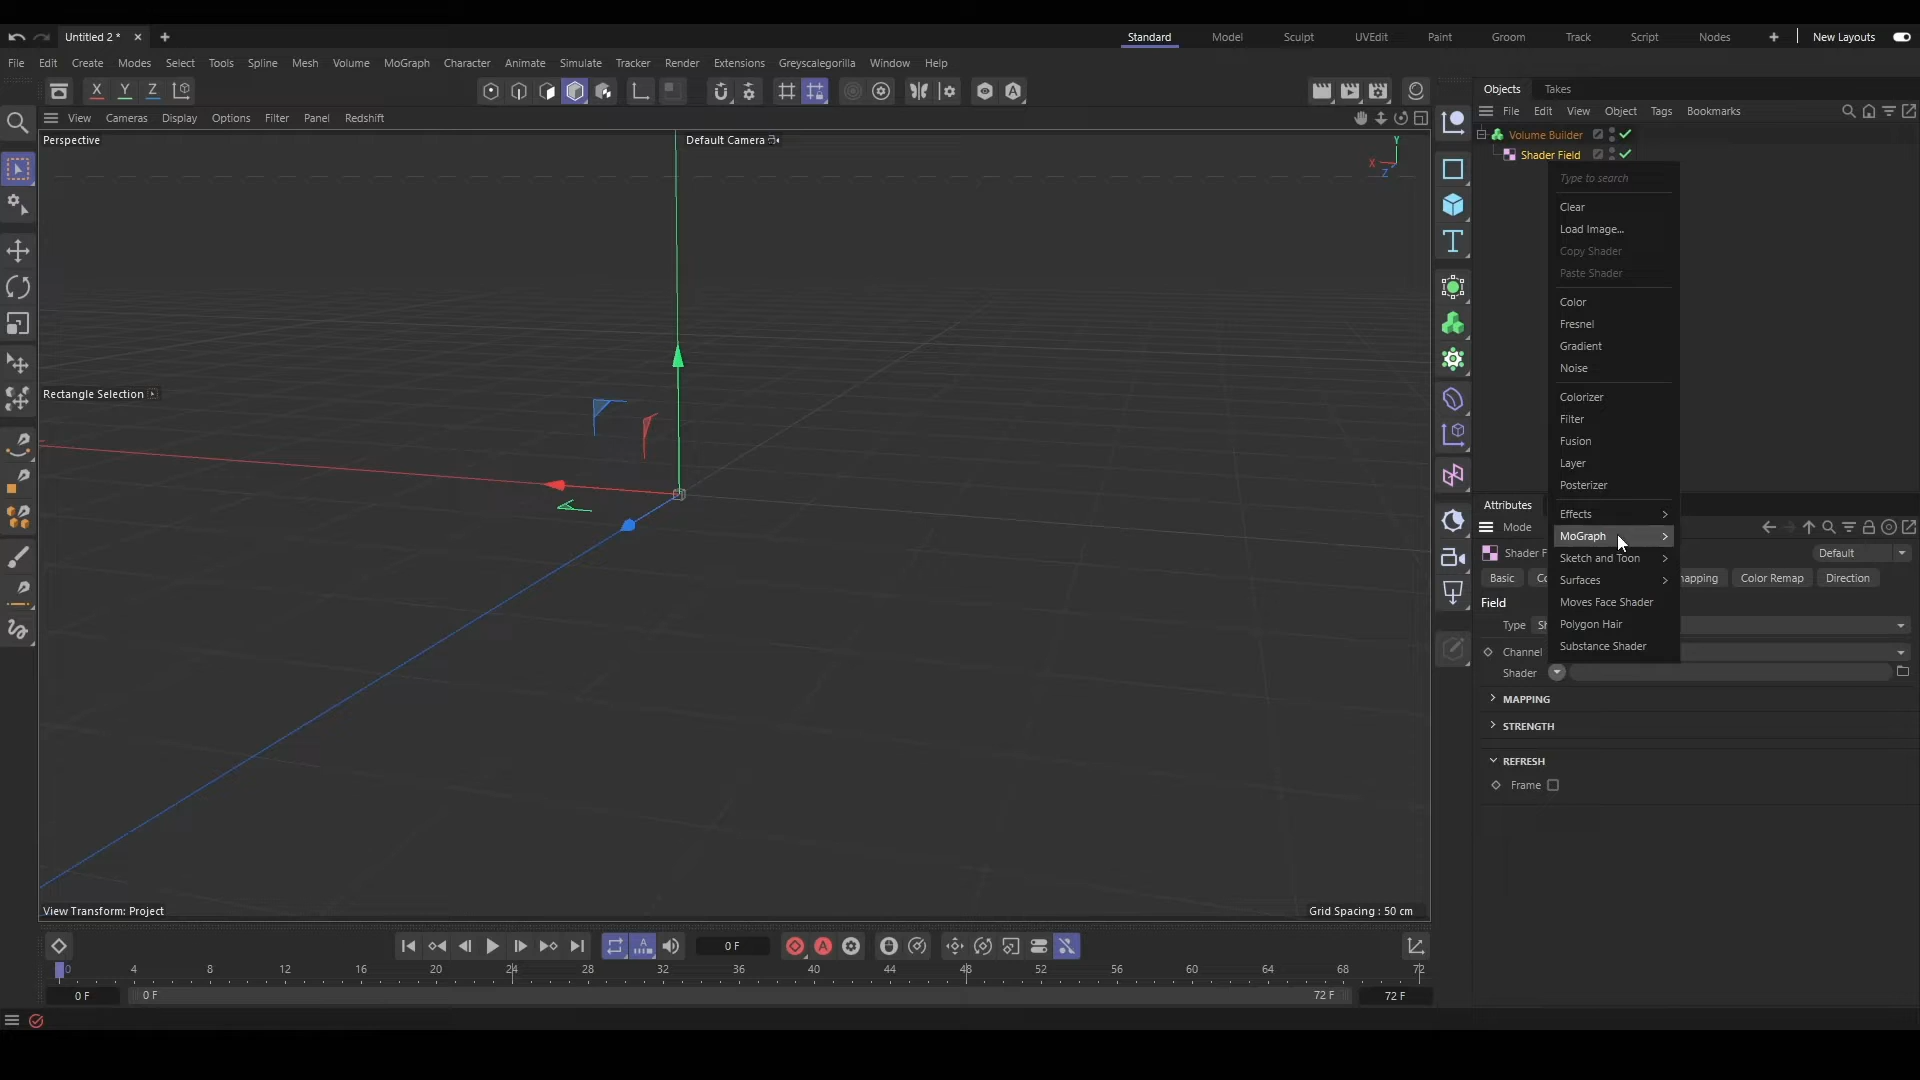 Untitled 2 *
Standard Model Sculpt UVEdit Paint Groom Track Script Nodes New Layouts
File Edit Create Modes Select Tools Spline Mesh Volume MoGraph Character Animate Simulate Tracker Render Extensions Greyscalegorilla Window Help
X Y Z
Objects Takes
View Cameras Display Options Filter Panel Redshift
File Edit View Object Tags Bookmarks
Perspective
Default Camera
Y
X
Z
Volume Builder
Shader Field
Type to search
Clear
Load Image...
Copy Shader
Paste Shader
Color
Fresnel
Gradient
Noise
Colorizer
Filter
Fusion
Layer
Posterizer
Effects
MoGraph
Sketch and Toon
Surfaces
Moves Face Shader
Polygon Hair
Substance Shader
Rectangle Selection
Attributes
Mode
Shader F
Default
Basic Co mapping Color Remap Direction
Field
Type Sh
Channel
Shader
MAPPING
STRENGTH
REFRESH
Frame
View Transform: Project
Grid Spacing : 50 cm
0 F
0 4 8 12 16 20 24 28 32 36 40 44 48 52 56 60 64 68 72
0 F 0 F 72 F 72 F